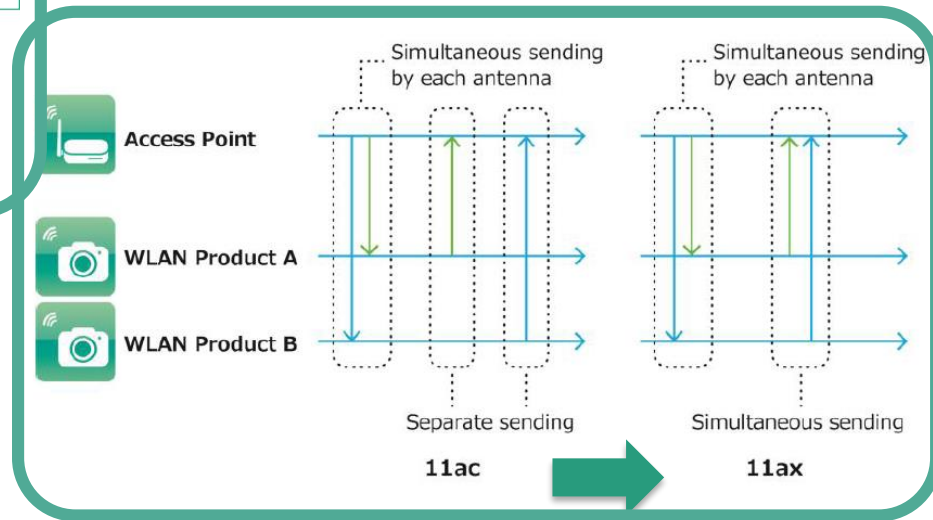 Simultaneous sending
by each antenna
Simultaneous sending
by each antenna
Access Point
WLAN Product A
WLAN Product B
Separate sending
Simultaneous sending
11ac
11ax